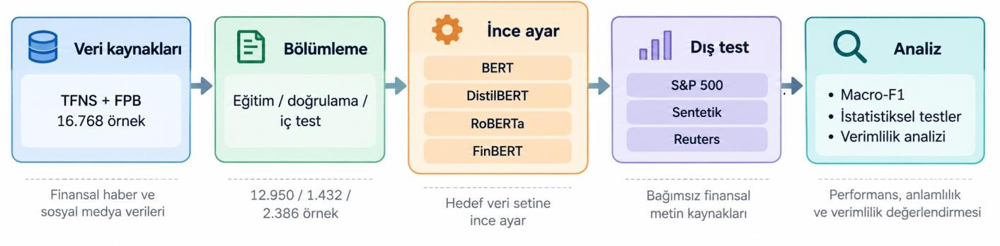 Veri kaynakları
TFNS + FPB
16.768 örnek
Finansal haber ve
sosyal medya verileri
Bölümleme
Eğitim / doğrulama /
iç test
12.950 / 1.432 /
2.386 örnek
İnce ayar
BERT
DistilBERT
RoBERTa
FinBERT
Hedef veri setine
ince ayar
Dış test
S&P 500
Sentetik
Reuters
Bağımsız finansal
metin kaynakları
Analiz
• Macro-F1
• İstatistiksel testler
• Verimlilik analizi
Performans, anlamlılık
ve verimlilik değerlendirmesi